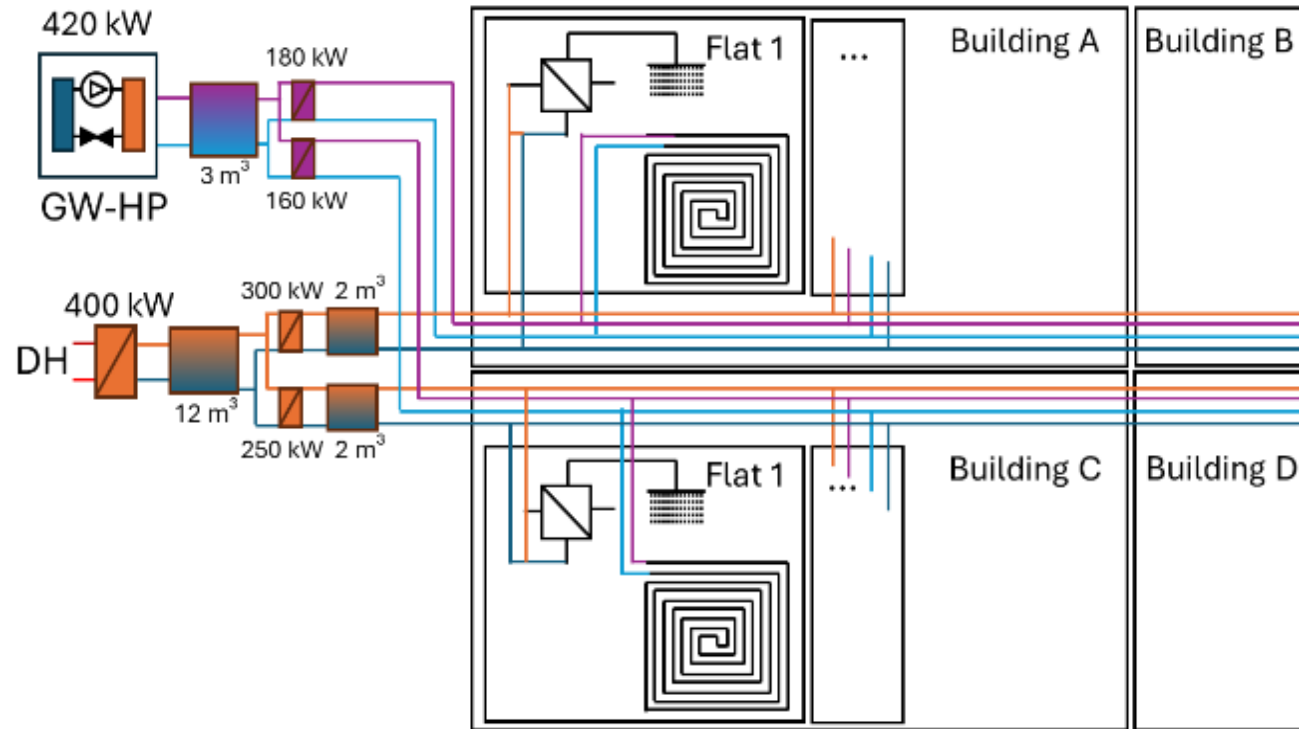 420 kW
180 kW
3 m³
160 kW
GW-HP
Flat 1
...
Building A
Building B
400 kW
300 kW 2 m³
DH
12 m³
250 kW 2 m³
Flat 1
...
Building C
Building D